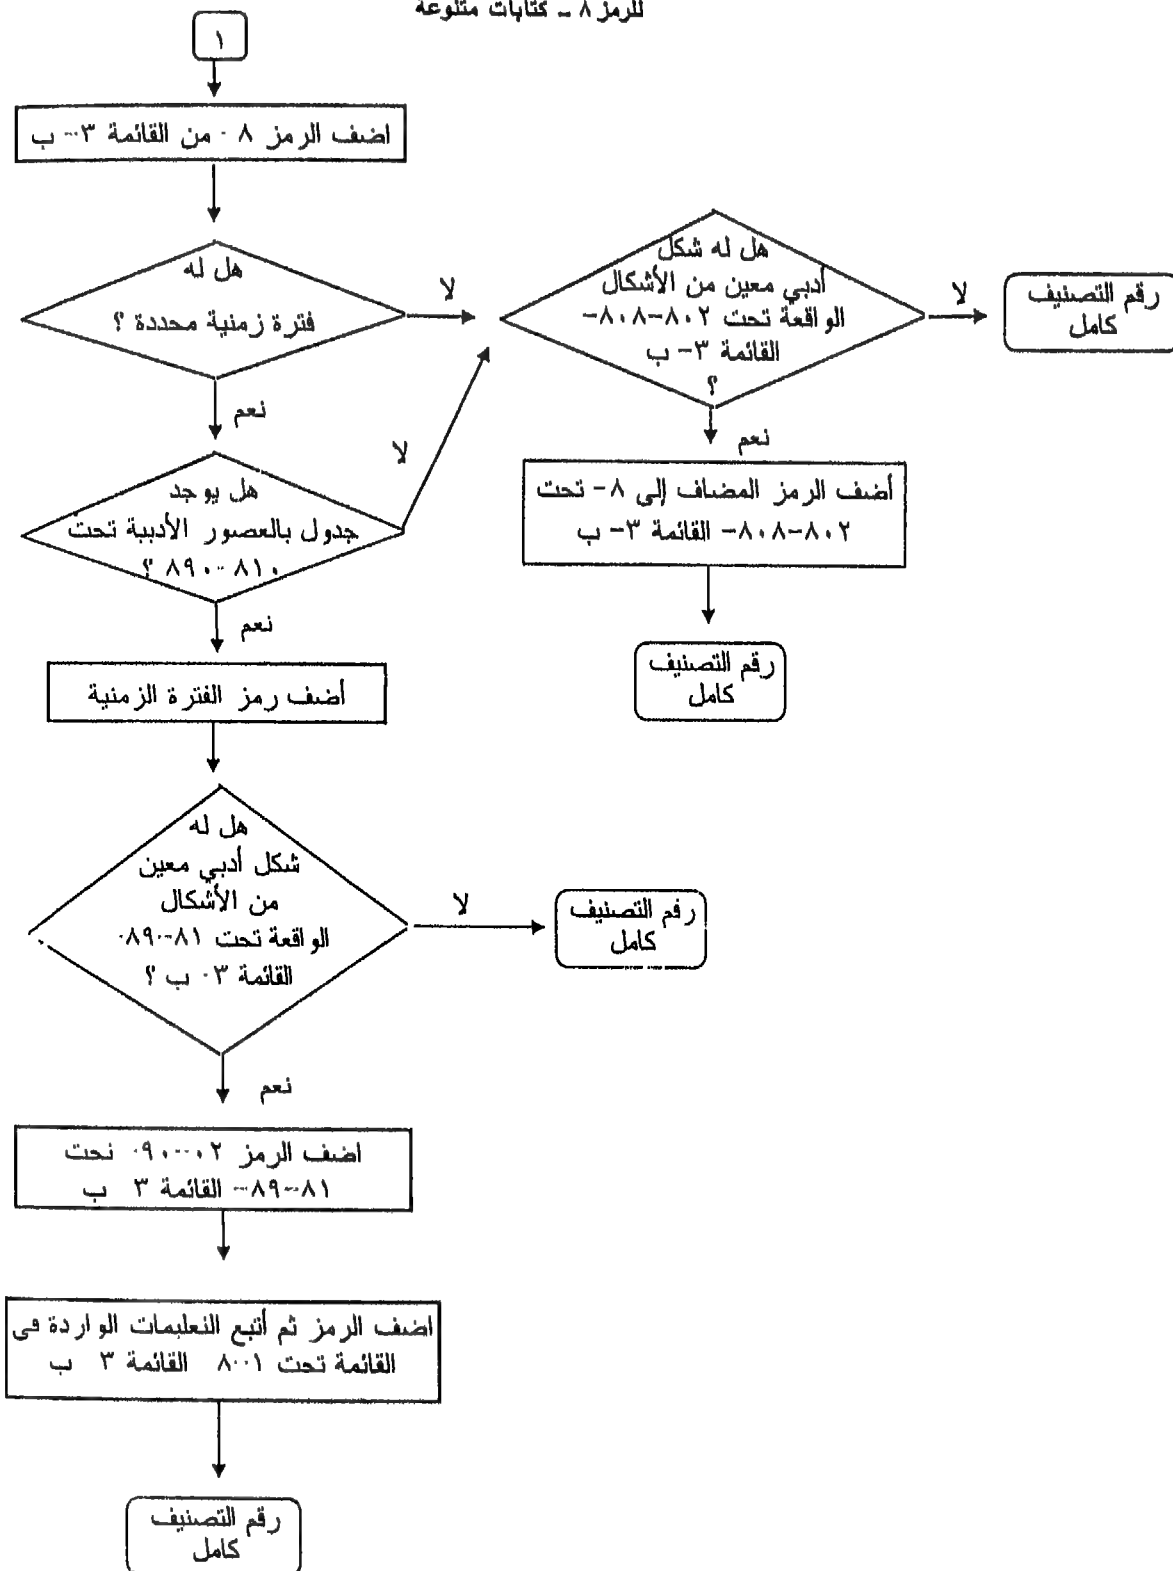 للرمز ٨ ـ كتابات متنوعة
١
اضف الرمز ٨ - من القائمة ٣- ب
هل له
فترة زمنية محددة ؟
لا
هل له شكل
أدبي معين من الأشكال
الواقعة تحت ٨٠٢-٨٠٨-
القائمة ٣- ب
؟
لا
رقم التصنيف
كامل
نعم
نعم
لا
هل يوجد
جدول بالعصور الأدبية تحت
٨١٠-٨٩٠ ؟
أضف الرمز المضاف إلى ٨- تحت
٨٠٢-٨٠٨- القائمة ٣- ب
نعم
رقم التصنيف
كامل
أضف رمز الفترة الزمنية
هل له
شكل أدبي معين
من الأشكال
الواقعة تحت ٨١-٨٩-
القائمة ٣- ب ؟
لا
رقم التصنيف
كامل
نعم
اضف الرمز ٠٢-٠٩- تحت
٨١-٨٩- القائمة ٣ ب
اضف الرمز ثم أتبع التعليمات الواردة فى
القائمة تحت ٨٠٠١ القائمة ٣ ب
رقم التصنيف
كامل